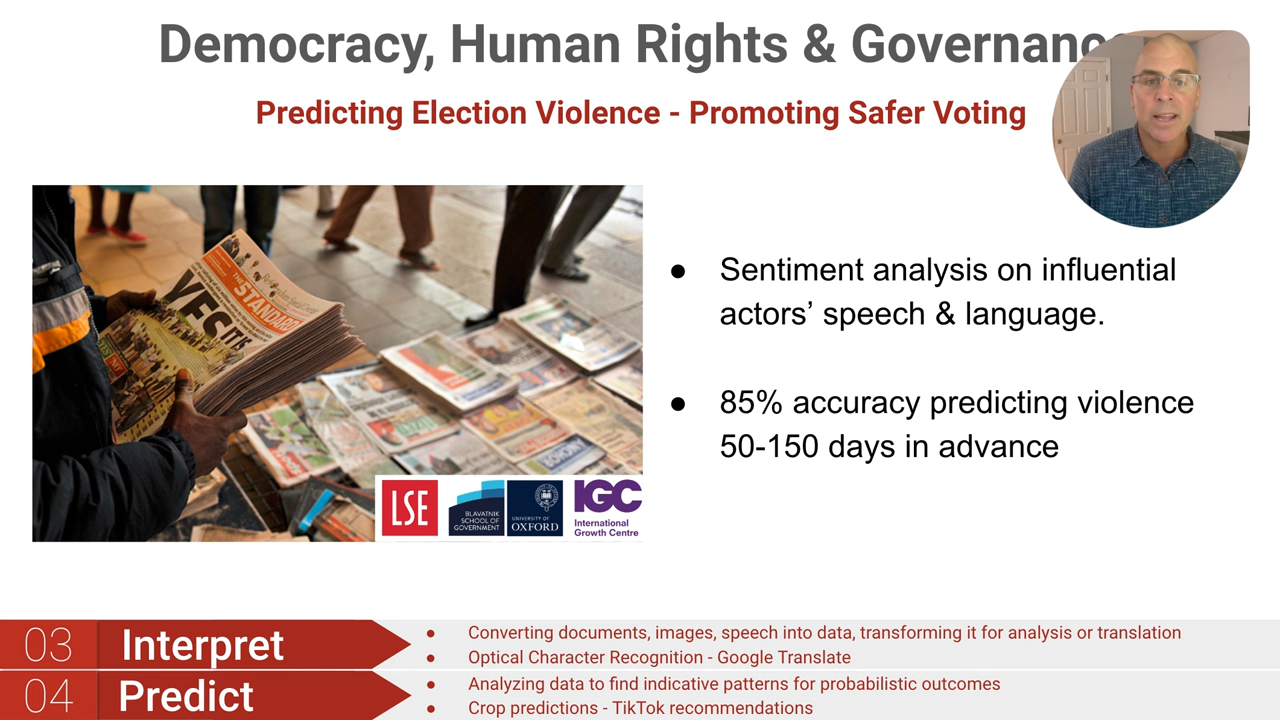 Democracy, Human Rights & Governance
Predicting Election Violence - Promoting Safer Voting
THE STANDARD
YES IT IS
● Sentiment analysis on influential
actors’ speech & language.
● 85% accuracy predicting violence
50-150 days in advance
LSE
BLAVATNIK
SCHOOL OF
GOVERNMENT
UNIVERSITY OF
OXFORD
IGC
International
Growth Centre
03 Interpret
● Converting documents, images, speech into data, transforming it for analysis or translation
● Optical Character Recognition - Google Translate
04 Predict
● Analyzing data to find indicative patterns for probabilistic outcomes
● Crop predictions - TikTok recommendations